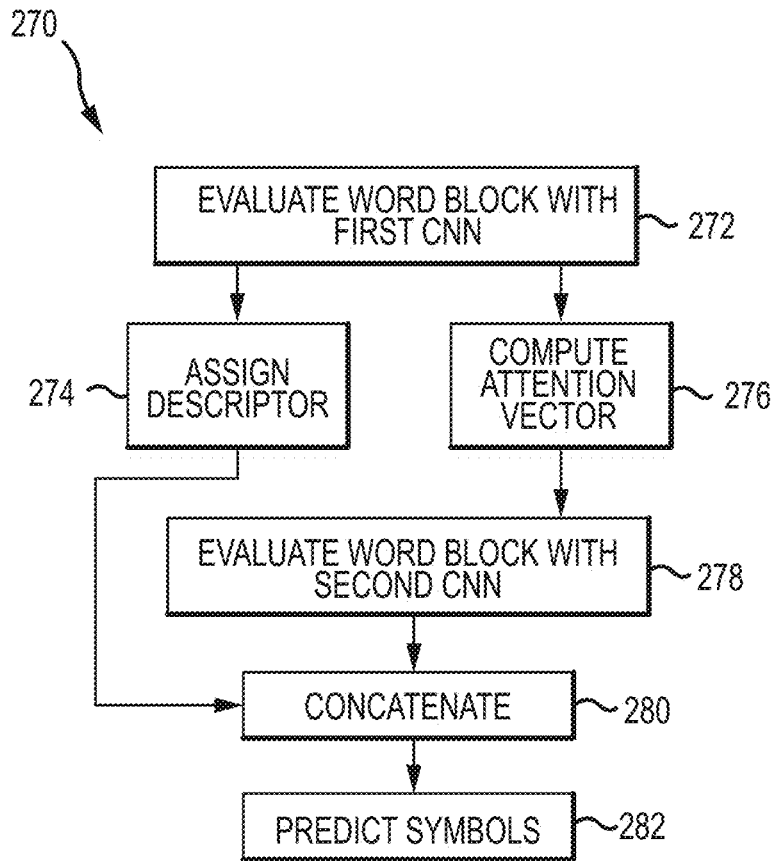 270
EVALUATE WORD BLOCK WITH
FIRST CNN
272
274
ASSIGN
DESCRIPTOR
COMPUTE
ATTENTION
VECTOR
276
EVALUATE WORD BLOCK WITH
SECOND CNN
278
CONCATENATE
280
PREDICT SYMBOLS
282